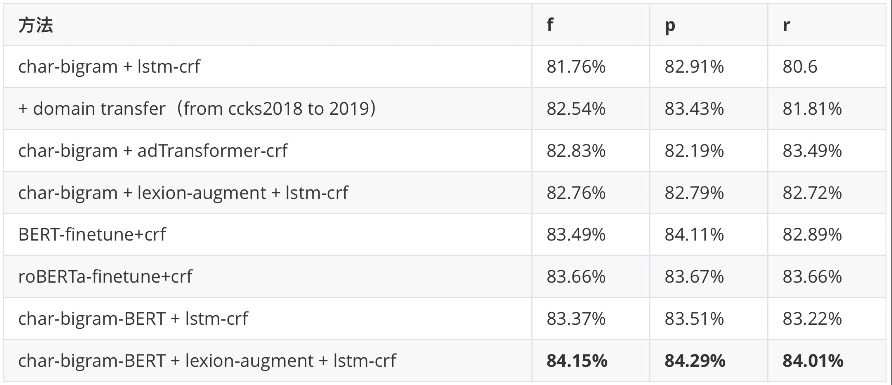 方法 f p r
char-bigram + lstm-crf 81.76% 82.91% 80.6
+ domain transfer（from ccks2018 to 2019） 82.54% 83.43% 81.81%
char-bigram + adTransformer-crf 82.83% 82.19% 83.49%
char-bigram + lexion-augment + lstm-crf 82.76% 82.79% 82.72%
BERT-finetune+crf 83.49% 84.11% 82.89%
roBERTa-finetune+crf 83.66% 83.67% 83.66%
char-bigram-BERT + lstm-crf 83.37% 83.51% 83.22%
char-bigram-BERT + lexion-augment + lstm-crf 84.15% 84.29% 84.01%